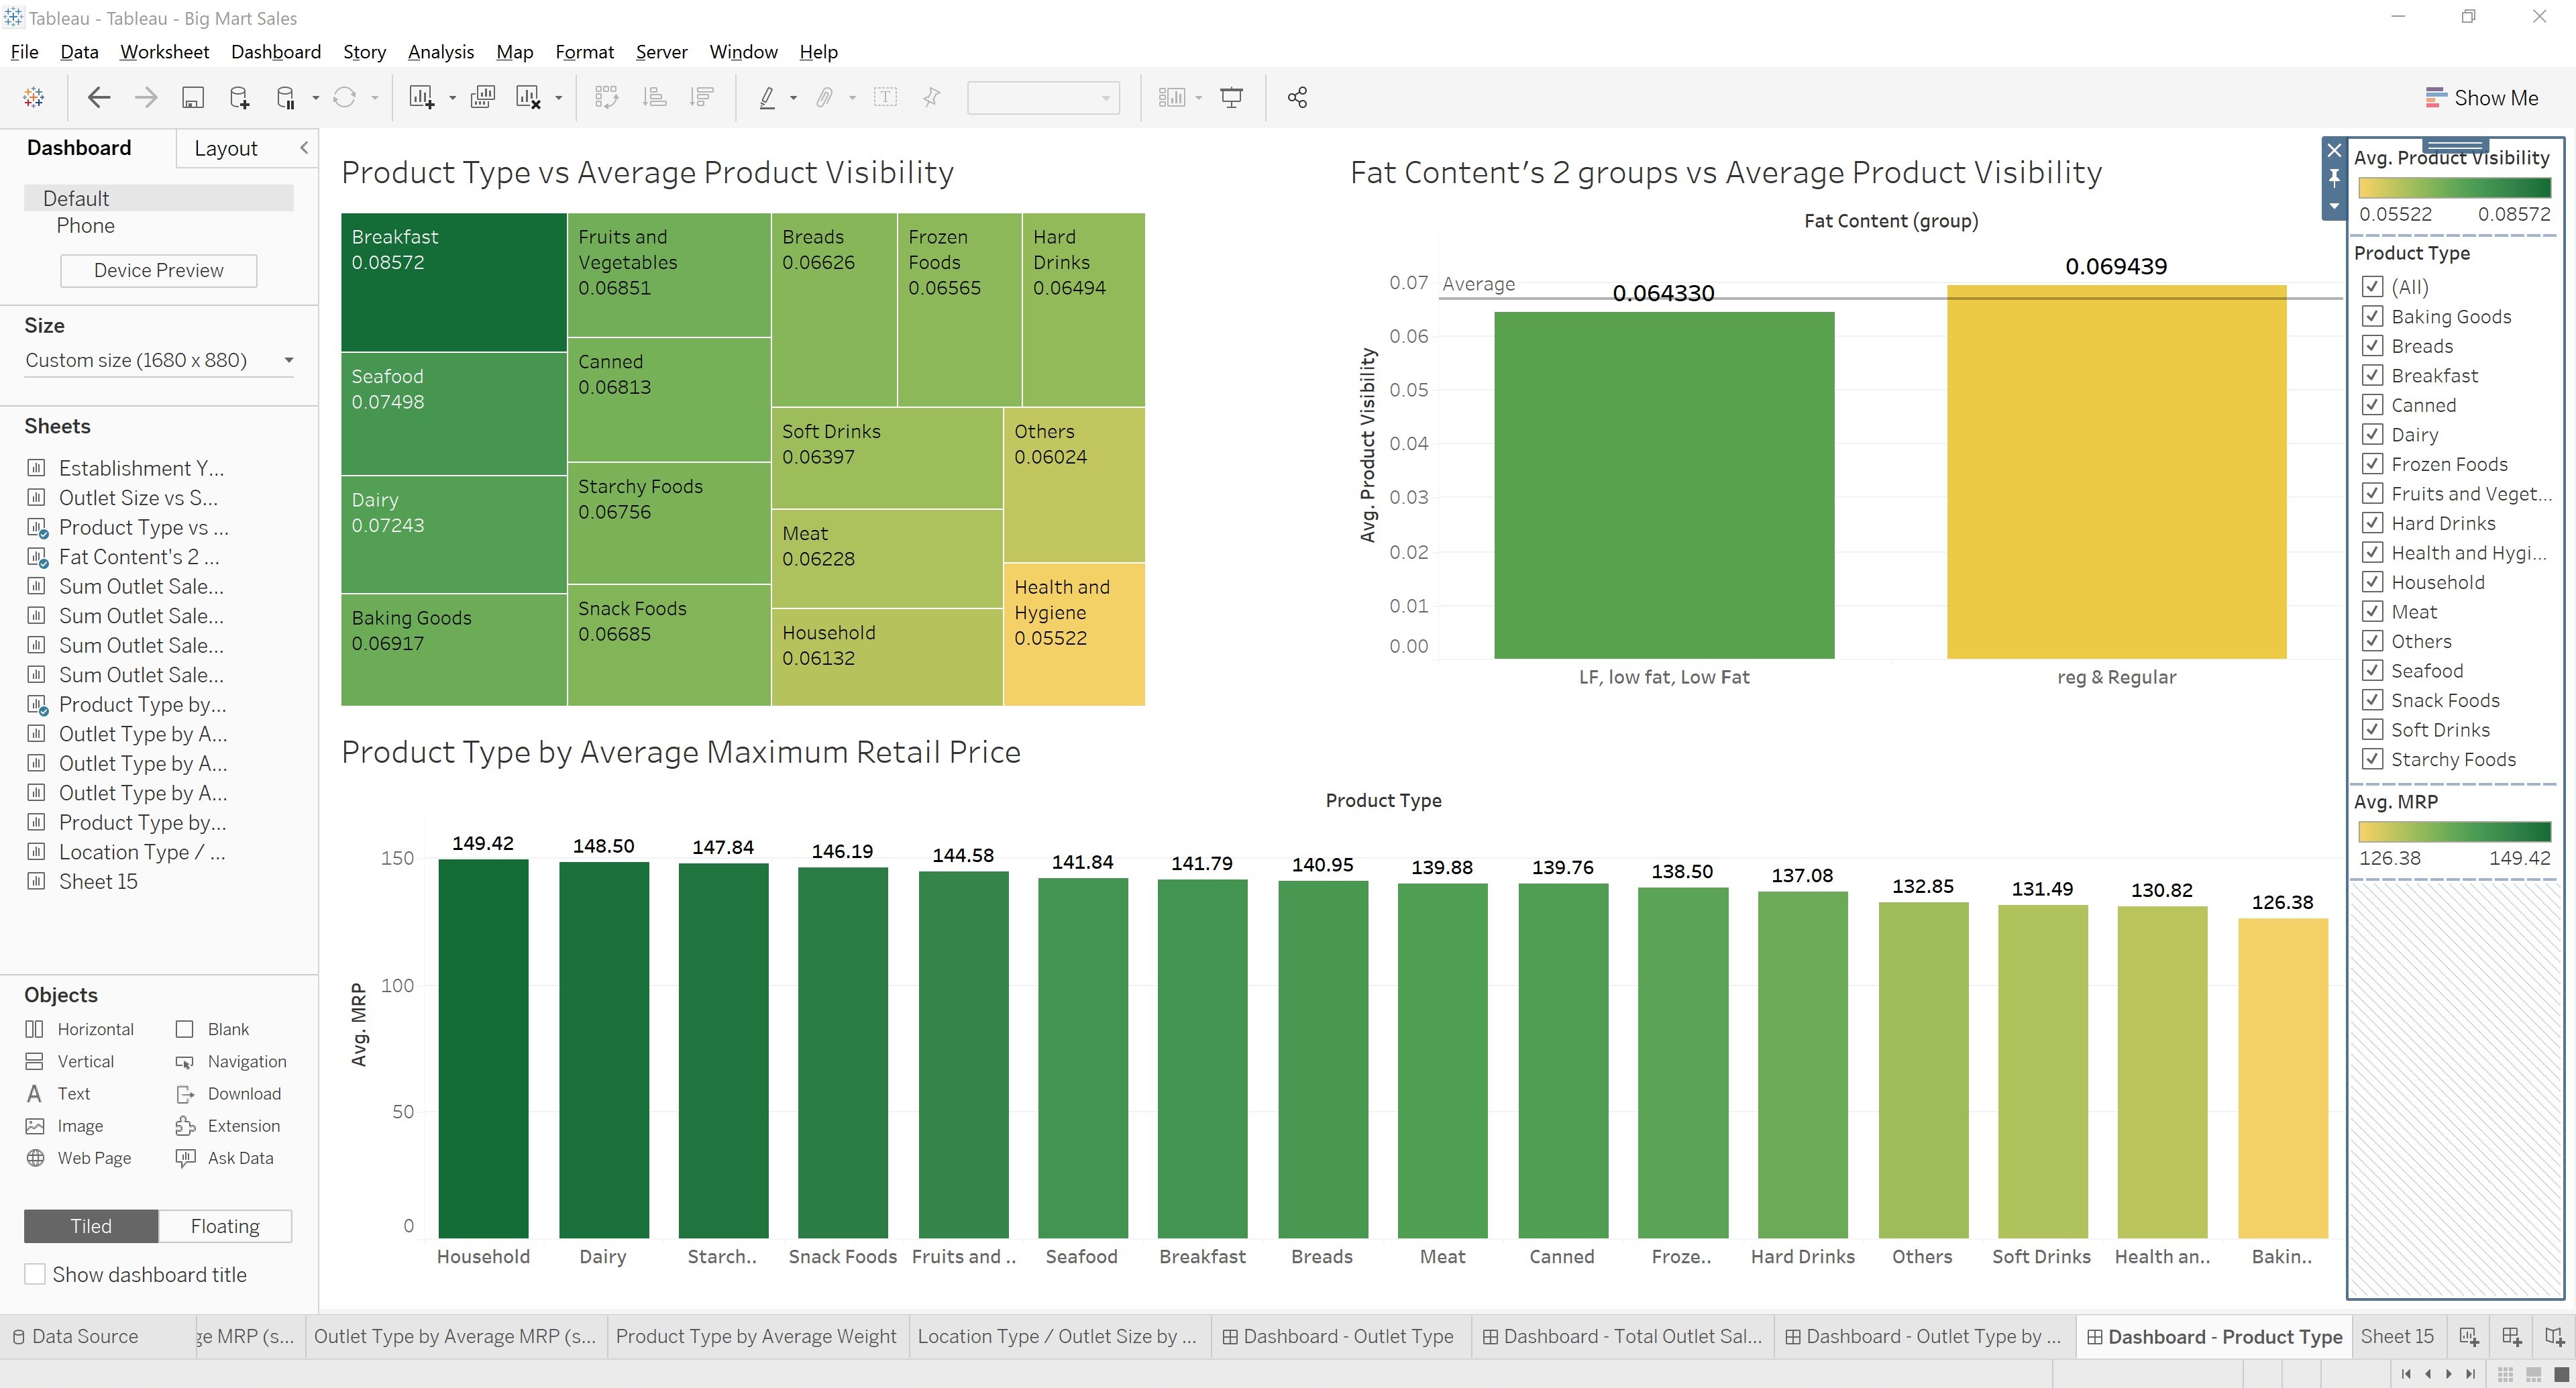 Tableau - Tableau - Big Mart Sales
File Data Worksheet Dashboard Story Analysis Map Format Server Window Help
Show Me
Dashboard Layout
Default
Phone
Device Preview
Size
Custom size (1680 x 880)
Sheets
Establishment Y...
Outlet Size vs S...
Product Type vs ...
Fat Content's 2 ...
Sum Outlet Sale...
Sum Outlet Sale...
Sum Outlet Sale...
Sum Outlet Sale...
Product Type by...
Outlet Type by A...
Outlet Type by A...
Outlet Type by A...
Product Type by...
Location Type / ...
Sheet 15
Objects
Horizontal Blank
Vertical Navigation
Text Download
Image Extension
Web Page Ask Data
Tiled Floating
Show dashboard title
Product Type vs Average Product Visibility
Breakfast
0.08572
Seafood
0.07498
Dairy
0.07243
Baking Goods
0.06917
Fruits and
Vegetables
0.06851
Canned
0.06813
Starchy Foods
0.06756
Snack Foods
0.06685
Breads
0.06626
Frozen
Foods
0.06565
Hard
Drinks
0.06494
Soft Drinks
0.06397
Meat
0.06228
Household
0.06132
Others
0.06024
Health and
Hygiene
0.05522
Fat Content's 2 groups vs Average Product Visibility
Fat Content (group)
Avg. Product Visibility
0.07
0.06
0.05
0.04
0.03
0.02
0.01
0.00
Average
0.064330
0.069439
LF, low fat, Low Fat
reg & Regular
Product Type by Average Maximum Retail Price
Product Type
Avg. MRP
150
100
50
0
149.42 148.50 147.84 146.19 144.58 141.84 141.79 140.95 139.88 139.76 138.50 137.08 132.85 131.49 130.82 126.38
Household Dairy Starch.. Snack Foods Fruits and .. Seafood Breakfast Breads Meat Canned Froze.. Hard Drinks Others Soft Drinks Health an.. Bakin..
Avg. Product Visibility
0.05522 0.08572
Product Type
(All)
Baking Goods
Breads
Breakfast
Canned
Dairy
Frozen Foods
Fruits and Veget...
Hard Drinks
Health and Hygi...
Household
Meat
Others
Seafood
Snack Foods
Soft Drinks
Starchy Foods
Avg. MRP
126.38 149.42
Data Source ge MRP (s... Outlet Type by Average MRP (s... Product Type by Average Weight Location Type / Outlet Size by ... Dashboard - Outlet Type Dashboard - Total Outlet Sal... Dashboard - Outlet Type by ... Dashboard - Product Type Sheet 15